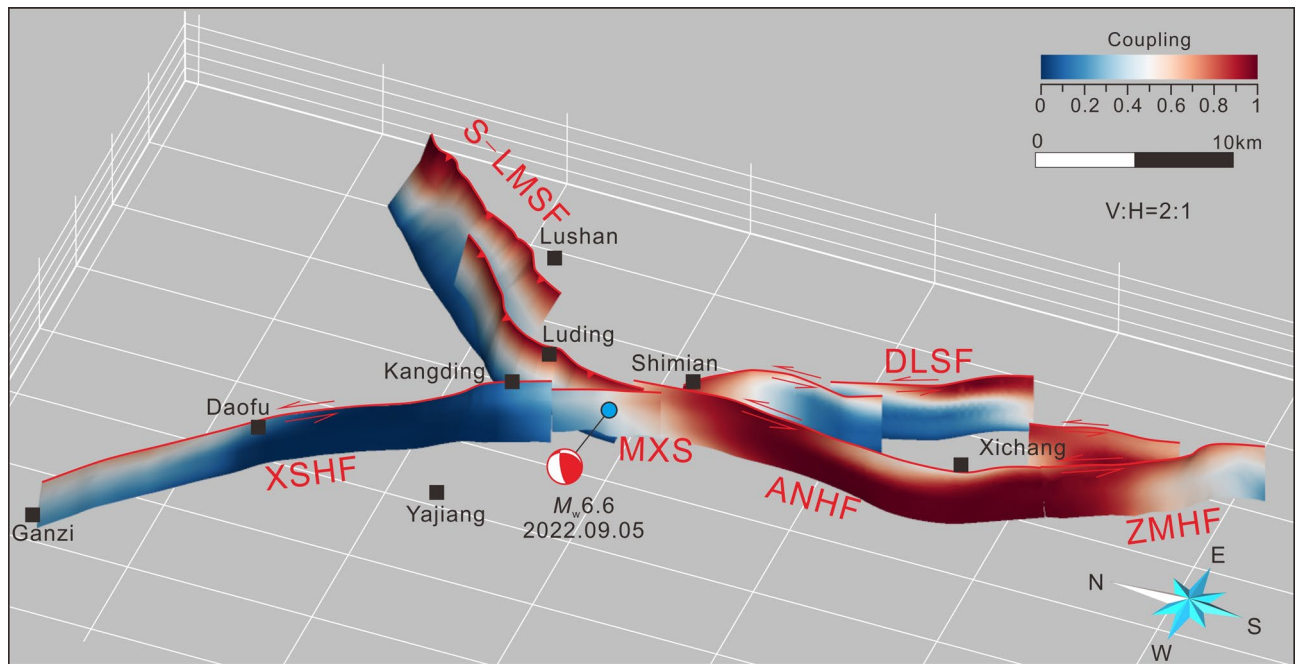 Coupling
0 0.2 0.4 0.6 0.8 1
0 10km
V:H=2:1
S-LMSF
Lushan
Luding
Kangding
Shimian
DLSF
Daofu
XSHF
MXS
Xichang
ANHF
Yajiang
ZMHF
Ganzi
Mw6.6
2022.09.05
N
E
S
W